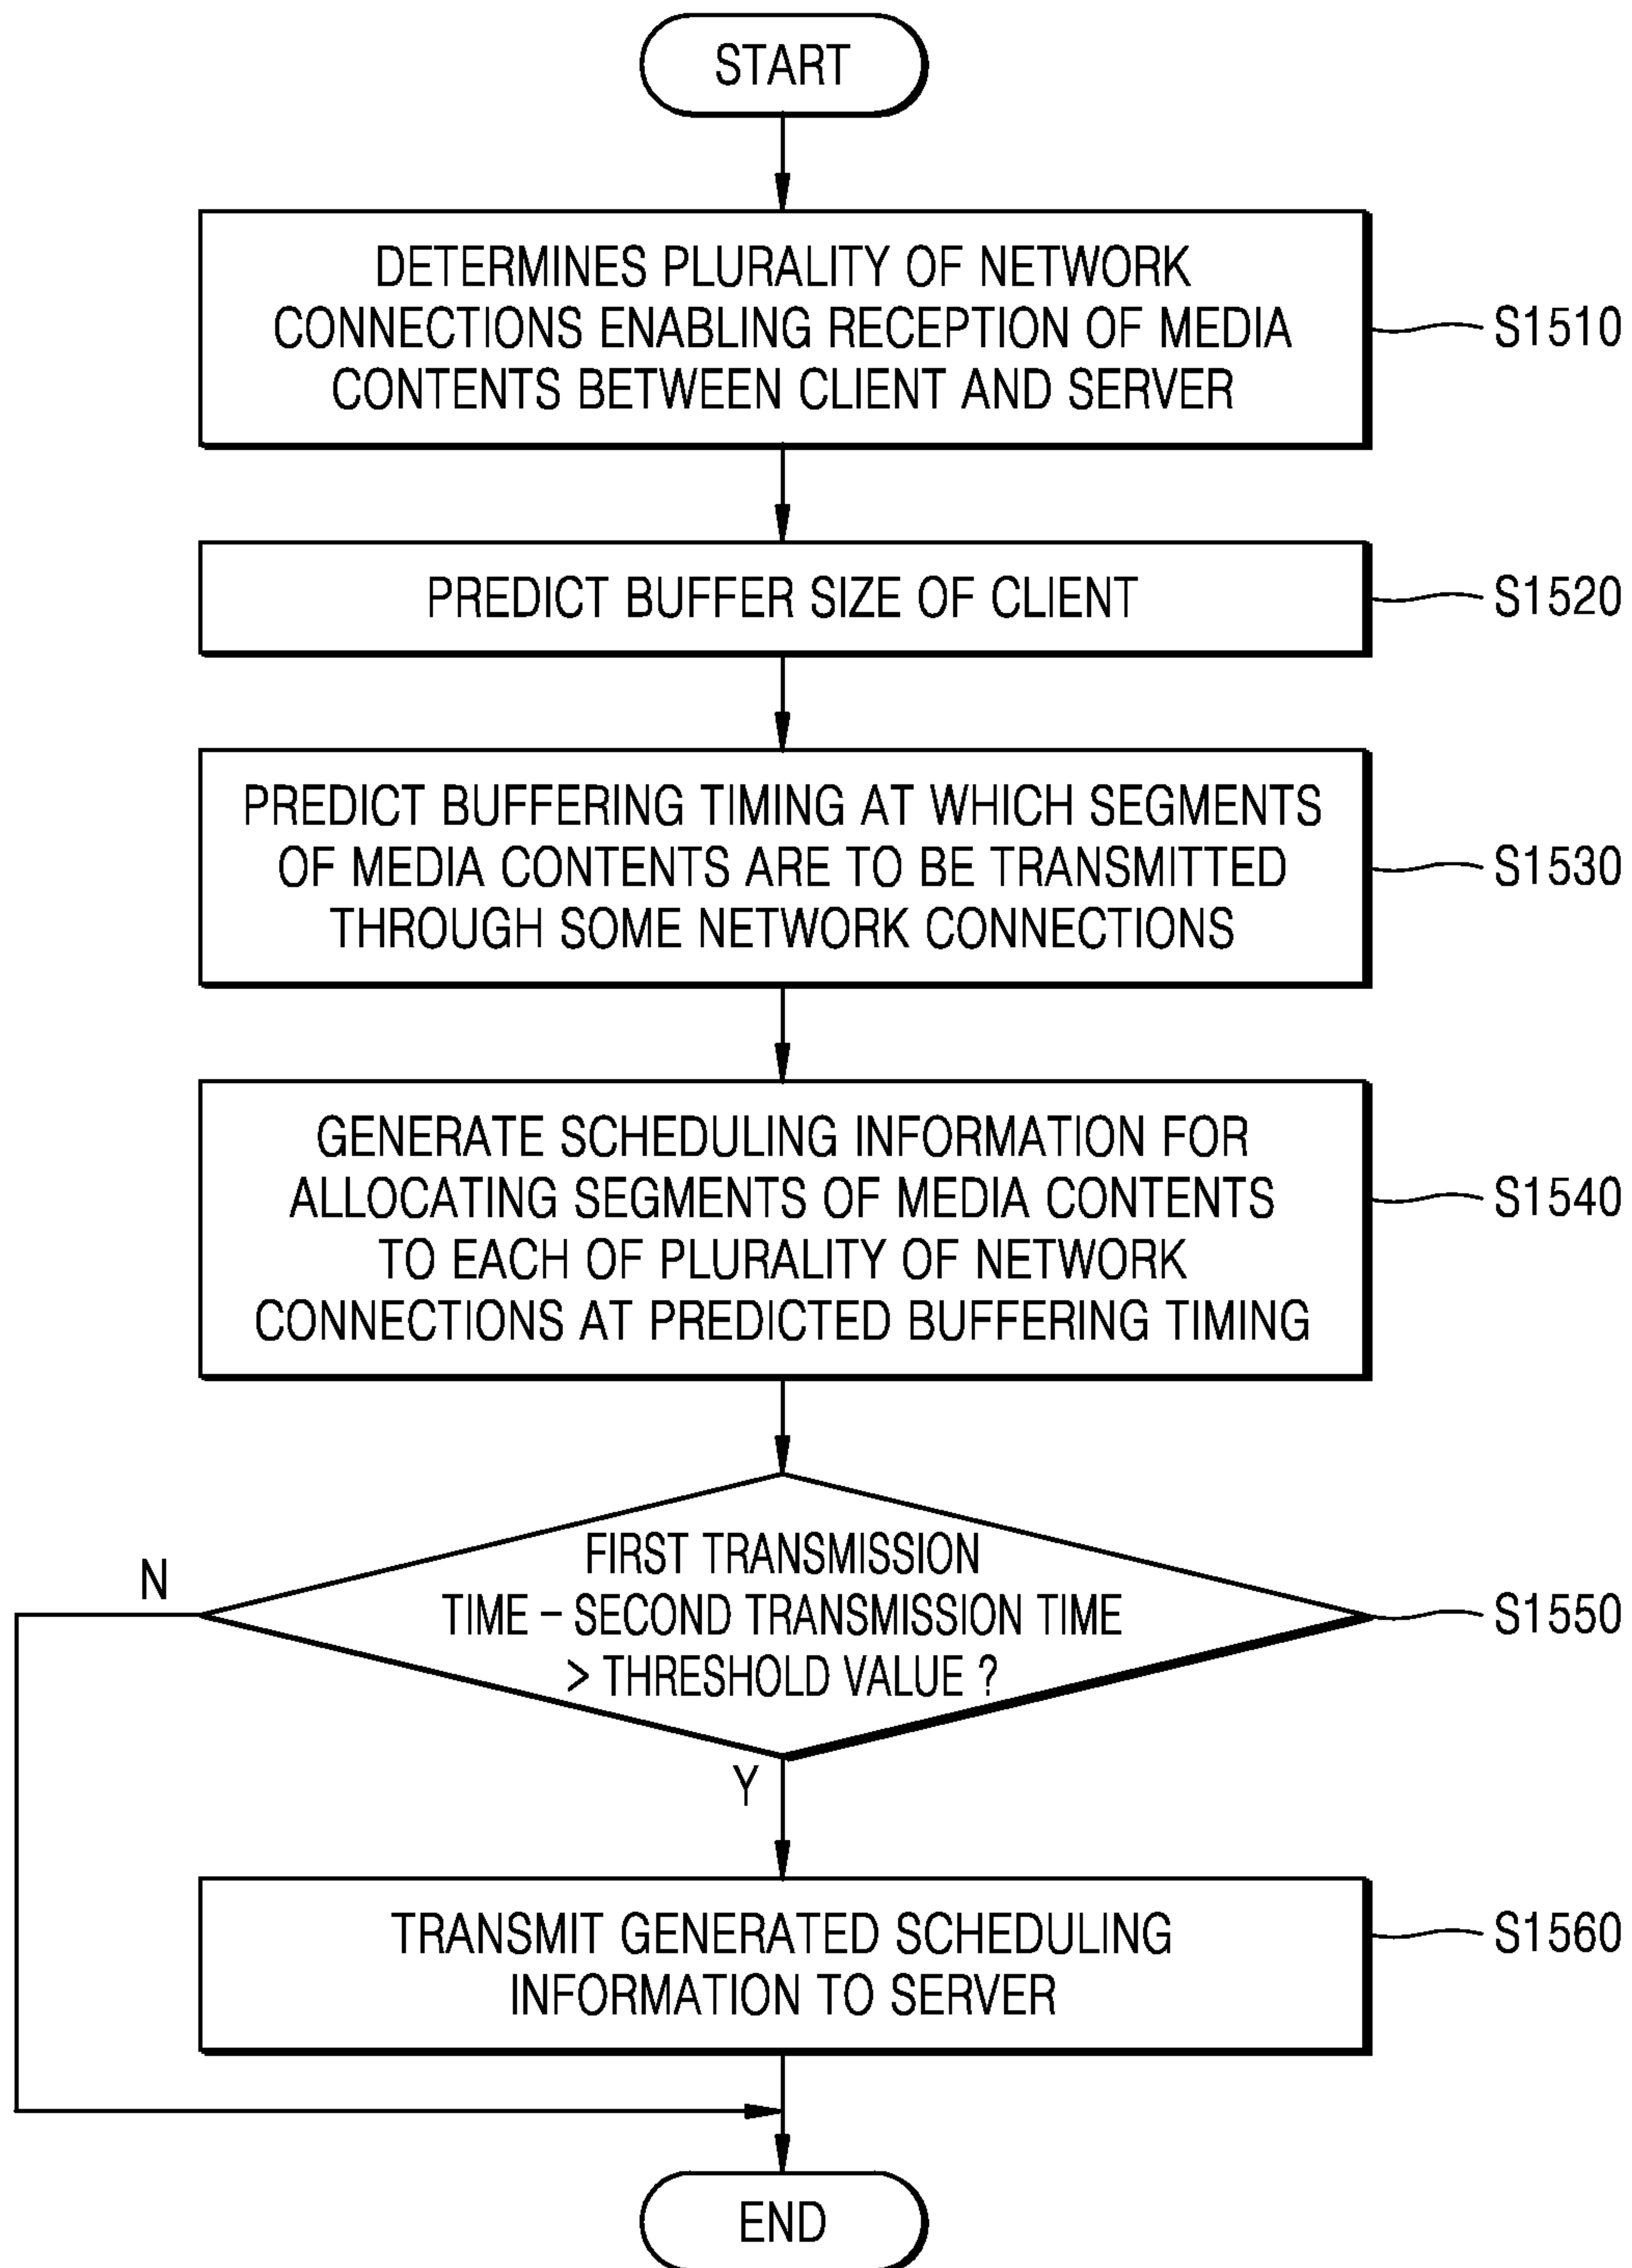 START
DETERMINES PLURALITY OF NETWORK
CONNECTIONS ENABLING RECEPTION OF MEDIA
CONTENTS BETWEEN CLIENT AND SERVER
S1510
PREDICT BUFFER SIZE OF CLIENT
S1520
PREDICT BUFFERING TIMING AT WHICH SEGMENTS
OF MEDIA CONTENTS ARE TO BE TRANSMITTED
THROUGH SOME NETWORK CONNECTIONS
S1530
GENERATE SCHEDULING INFORMATION FOR
ALLOCATING SEGMENTS OF MEDIA CONTENTS
TO EACH OF PLURALITY OF NETWORK
CONNECTIONS AT PREDICTED BUFFERING TIMING
S1540
FIRST TRANSMISSION
TIME – SECOND TRANSMISSION TIME
> THRESHOLD VALUE ?
S1550
N
Y
TRANSMIT GENERATED SCHEDULING
INFORMATION TO SERVER
S1560
END